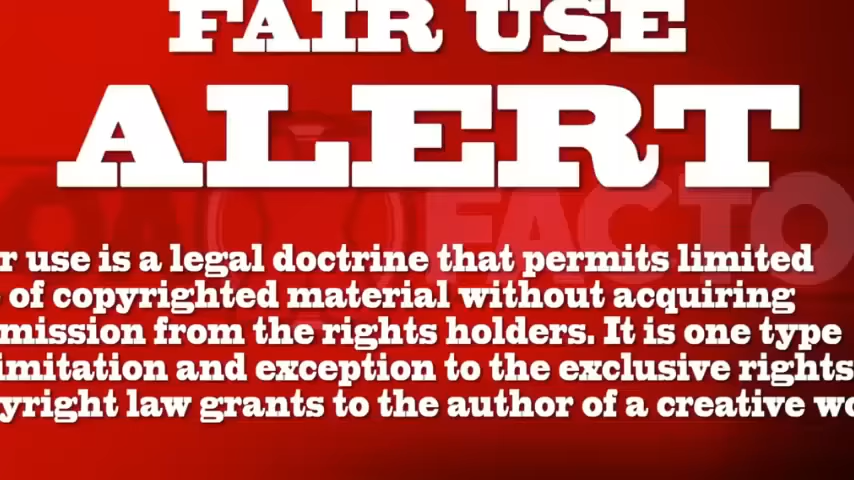 FAIR USE
ALERT
FACTO
r use is a legal doctrine that permits limited
of copyrighted material without acquiring
mission from the rights holders. It is one type
imitation and exception to the exclusive rights
yright law grants to the author of a creative wo